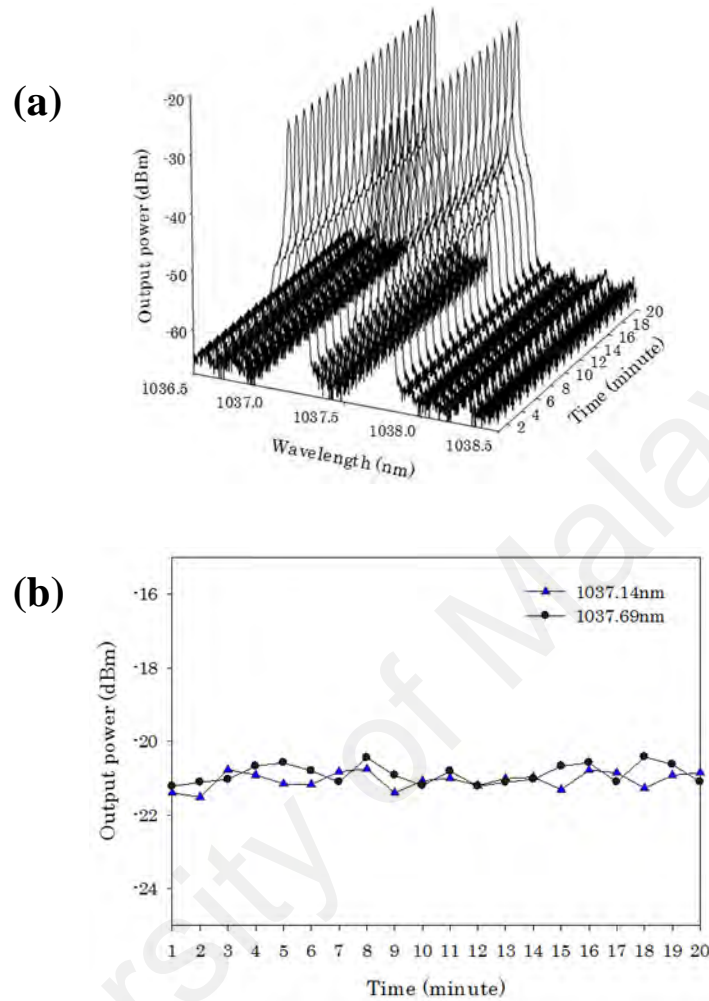 (a)
-20
-30
-40
-50
-60
Output power (dBm)
1036.5
1037.0
1037.5
1038.0
1038.5
Wavelength (nm)
2 4 6 8 10 12 14 16 18 20
Time (minute)
(b)
-16
-18
-20
-22
-24
Output power (dBm)
1037.14nm
1037.69nm
1 2 3 4 5 6 7 8 9 10 11 12 13 14 15 16 17 18 19 20
Time (minute)
ersity of Malay